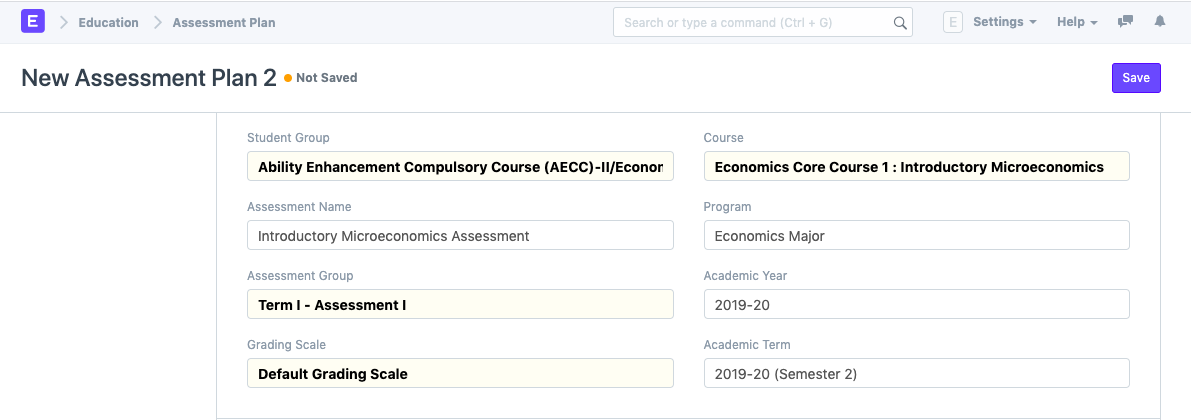 E Education Assessment Plan Search or type a command (Ctrl + G) E Settings Help
New Assessment Plan 2 Not Saved Save
Student Group Course
Ability Enhancement Compulsory Course (AECC)-II/Econor Economics Core Course 1 : Introductory Microeconomics
Assessment Name Program
Introductory Microeconomics Assessment Economics Major
Assessment Group Academic Year
Term I - Assessment I 2019-20
Grading Scale Academic Term
Default Grading Scale 2019-20 (Semester 2)